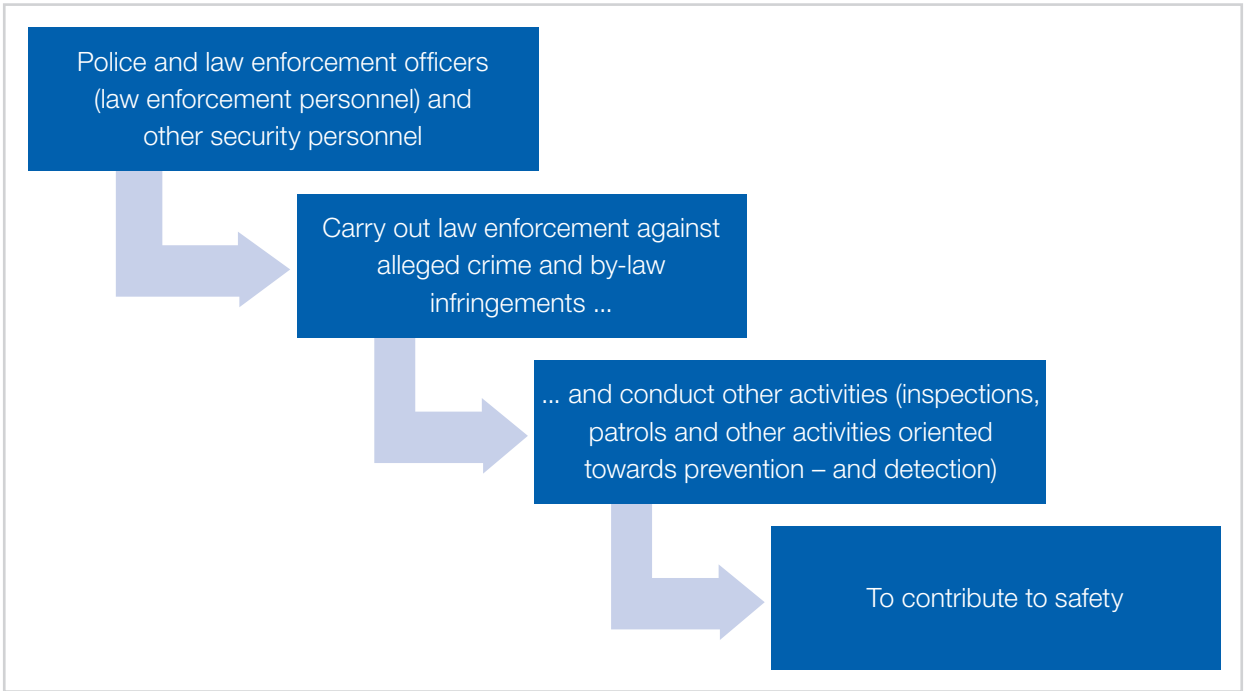 Police and law enforcement officers
(law enforcement personnel) and
other security personnel
Carry out law enforcement against
alleged crime and by-law
infringements ...
... and conduct other activities (inspections,
patrols and other activities oriented
towards prevention – and detection)
To contribute to safety